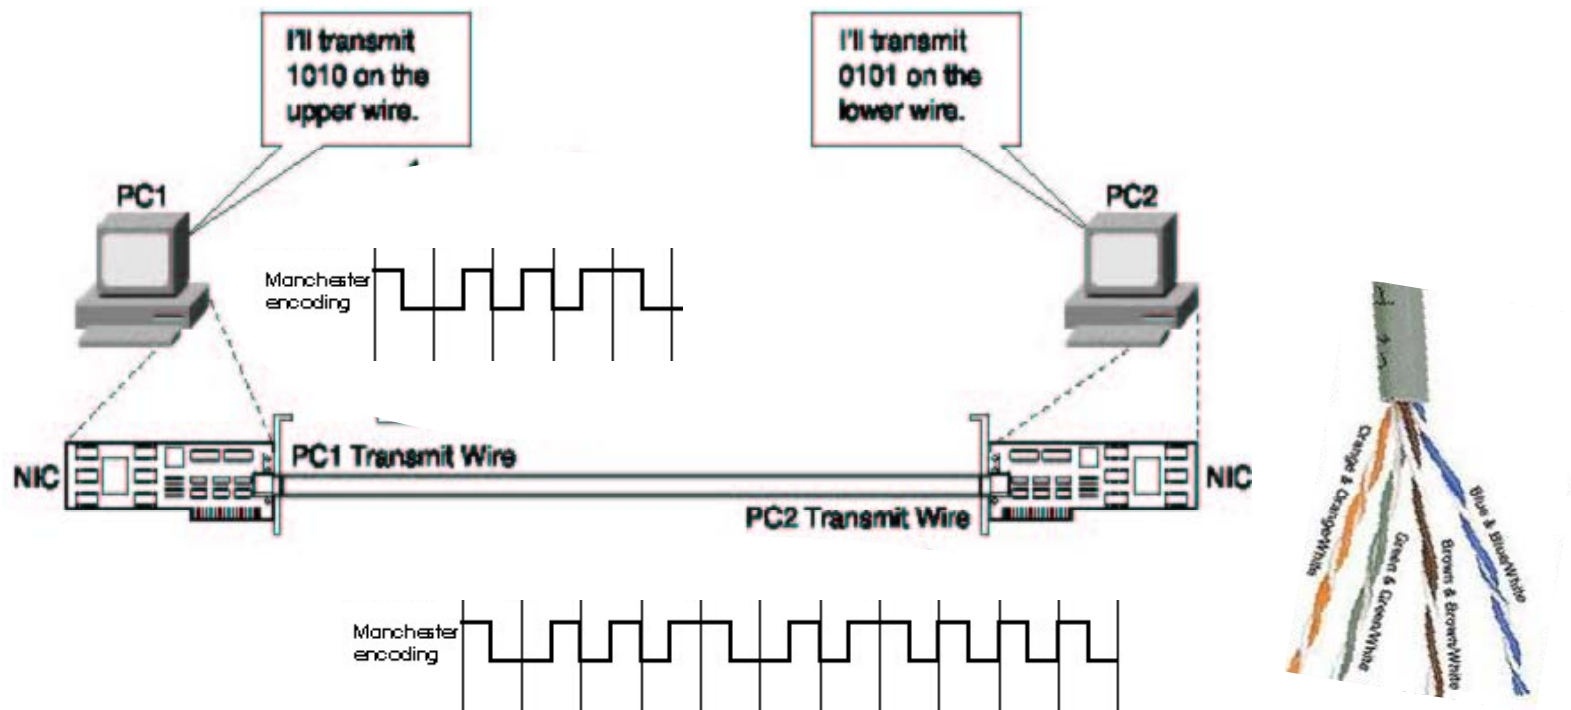 I'll transmit
1010 on the
upper wire.
I'll transmit
0101 on the
lower wire.
PC1
PC2
Manchester
encoding
NIC
PC1 Transmit Wire
PC2 Transmit Wire
NIC
Manchester
encoding
Orange & Orange/White
Green & Green/White
Brown & Brown/White
Blue & Blue/White